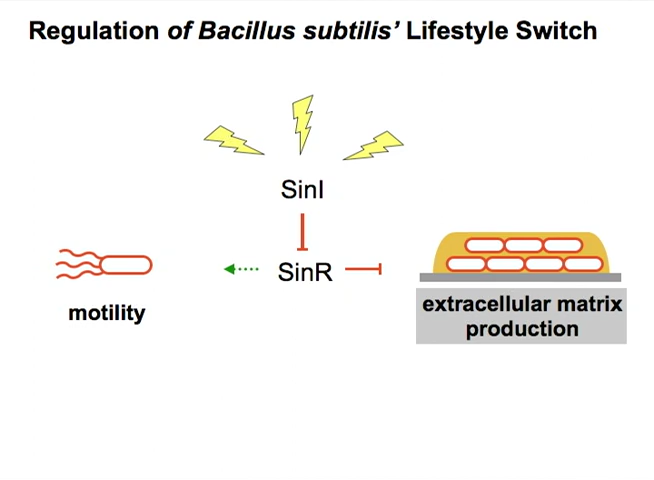 Regulation of Bacillus subtilis’ Lifestyle Switch
SinI
SinR
motility
extracellular matrix
production